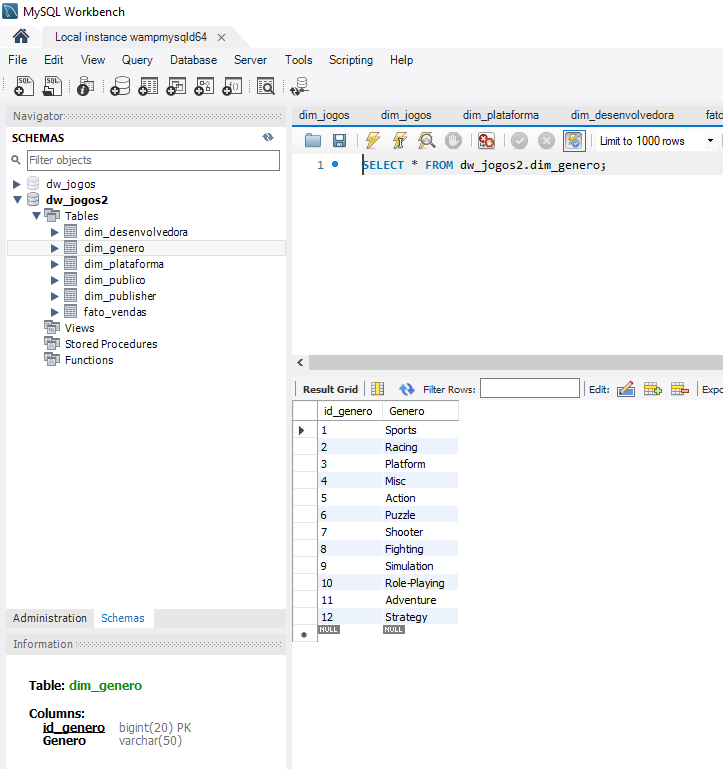 MySQL Workbench
Local instance wampmysqld64
File Edit View Query Database Server Tools Scripting Help
Navigator
SCHEMAS
Filter objects
dw_jogos
dw_jogos2
Tables
dim_desenvolvedora
dim_genero
dim_plataforma
dim_publico
dim_publisher
fato_vendas
Views
Stored Procedures
Functions
Administration Schemas
Information
Table: dim_genero
Columns:
id_genero bigint(20) PK
Genero varchar(50)
dim_jogos dim_jogos dim_plataforma dim_desenvolvedora fato
Limit to 1000 rows
1 SELECT * FROM dw_jogos2.dim_genero;
Result Grid Filter Rows: Edit: Expo
id_genero Genero
1 Sports
2 Racing
3 Platform
4 Misc
5 Action
6 Puzzle
7 Shooter
8 Fighting
9 Simulation
10 Role-Playing
11 Adventure
12 Strategy
NULL NULL